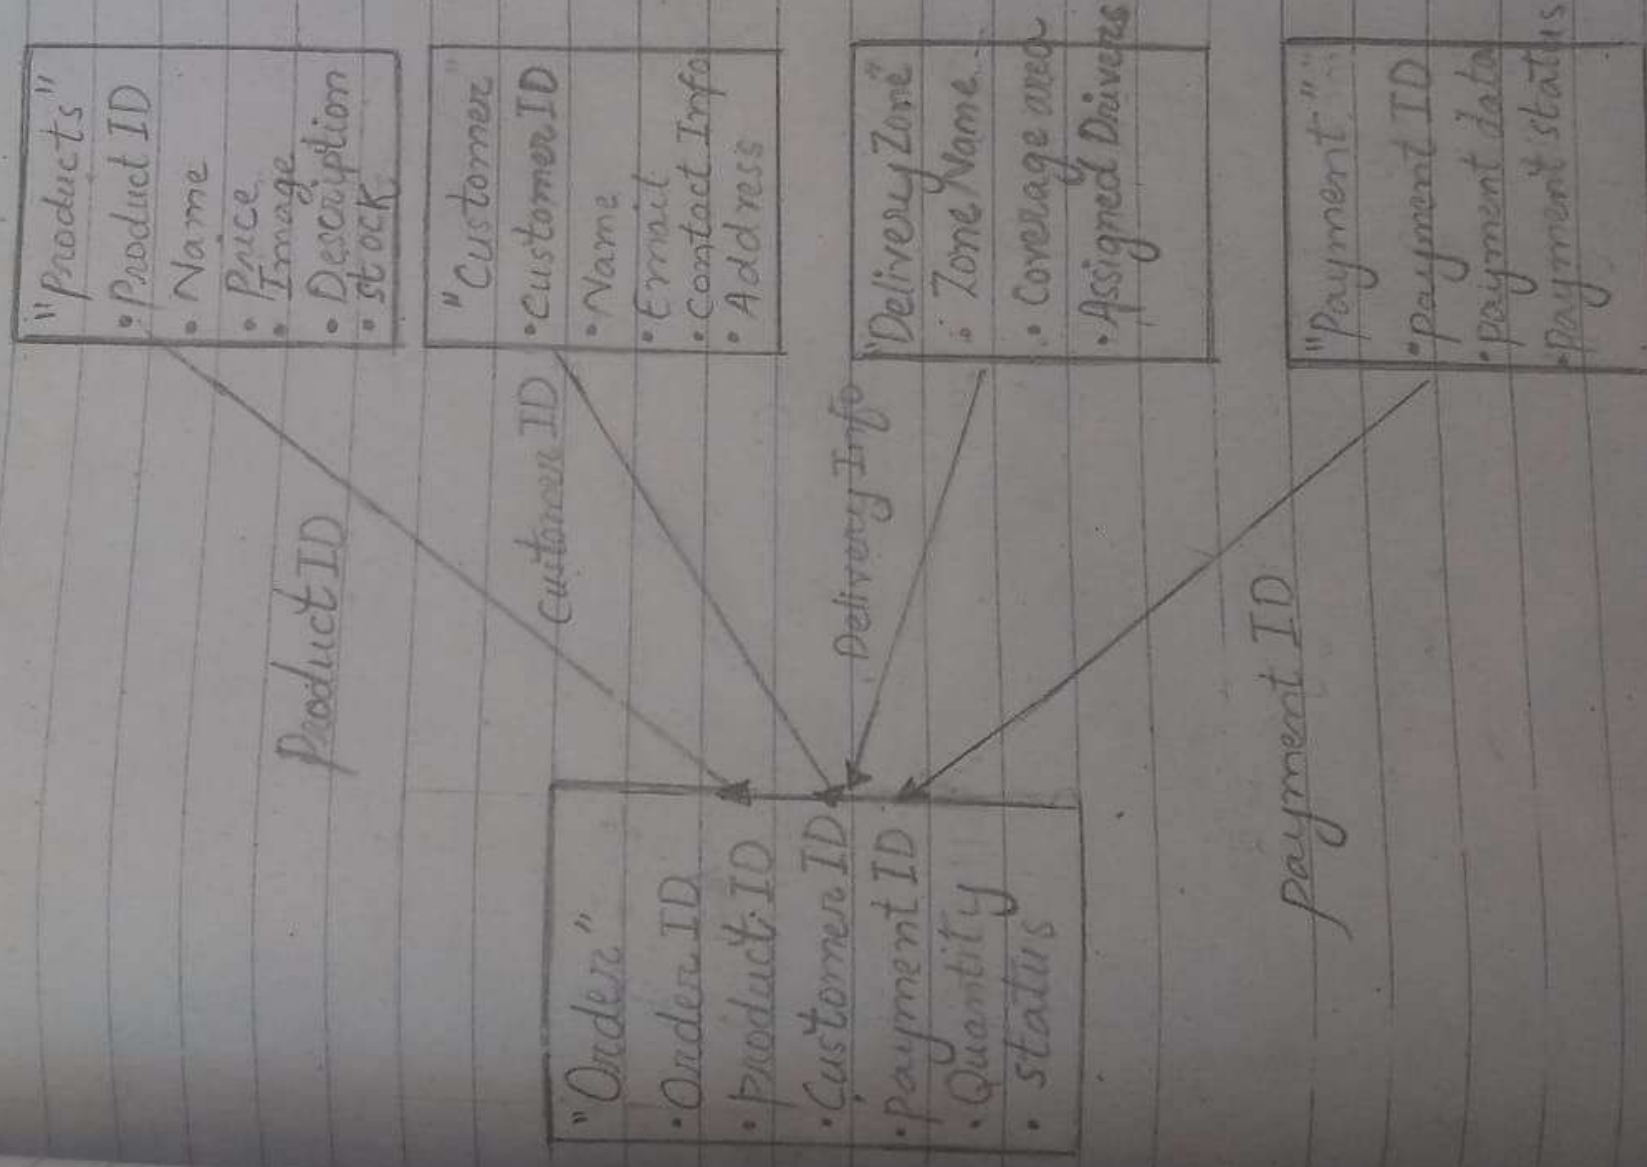 "Products"
• Product ID
• Name
• Price
• Image
• Description
• stock
"Customer"
• Customer ID
• Name
• Email
• Contact Info
• Address
"Delivery Zone"
• Zone Name
• Coverage area
• Assigned Drivers
"Payment"
• Payment ID
• Payment data
• Payment status
Product ID
Customer ID
Delivery Info
Payment ID
"Order"
• Order ID
• Product ID
• Customer ID
• Payment ID
• Quantity
• status